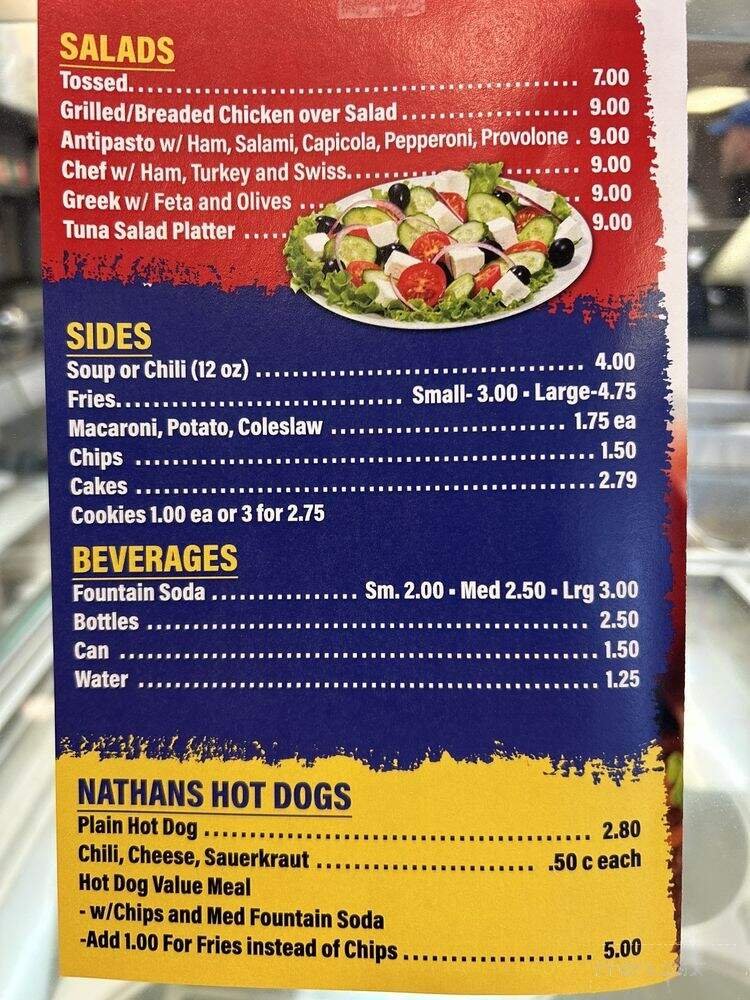 SALADS
Tossed........................................................ 7.00
Grilled/Breaded Chicken over Salad...................... 9.00
Antipasto w/ Ham, Salami, Capicola, Pepperoni, Provolone . 9.00
Chef w/ Ham, Turkey and Swiss............................ 9.00
Greek w/ Feta and Olives ... 9.00
Tuna Salad Platter ..... 9.00
SIDES
Soup or Chili (12 oz) ................................... 4.00
Fries............................... Small- 3.00 ▪ Large-4.75
Macaroni, Potato, Coleslaw ......................... 1.75 ea
Chips .................................................. 1.50
Cakes .................................................. 2.79
Cookies 1.00 ea or 3 for 2.75
BEVERAGES
Fountain Soda ................ Sm. 2.00 ▪ Med 2.50 ▪ Lrg 3.00
Bottles ................................................ 2.50
Can .................................................... 1.50
Water .................................................. 1.25
NATHANS HOT DOGS
Plain Hot Dog .......................................... 2.80
Chili, Cheese, Sauerkraut ........................ .50 c each
Hot Dog Value Meal
- w/Chips and Med Fountain Soda
-Add 1.00 For Fries instead of Chips.................... 5.00